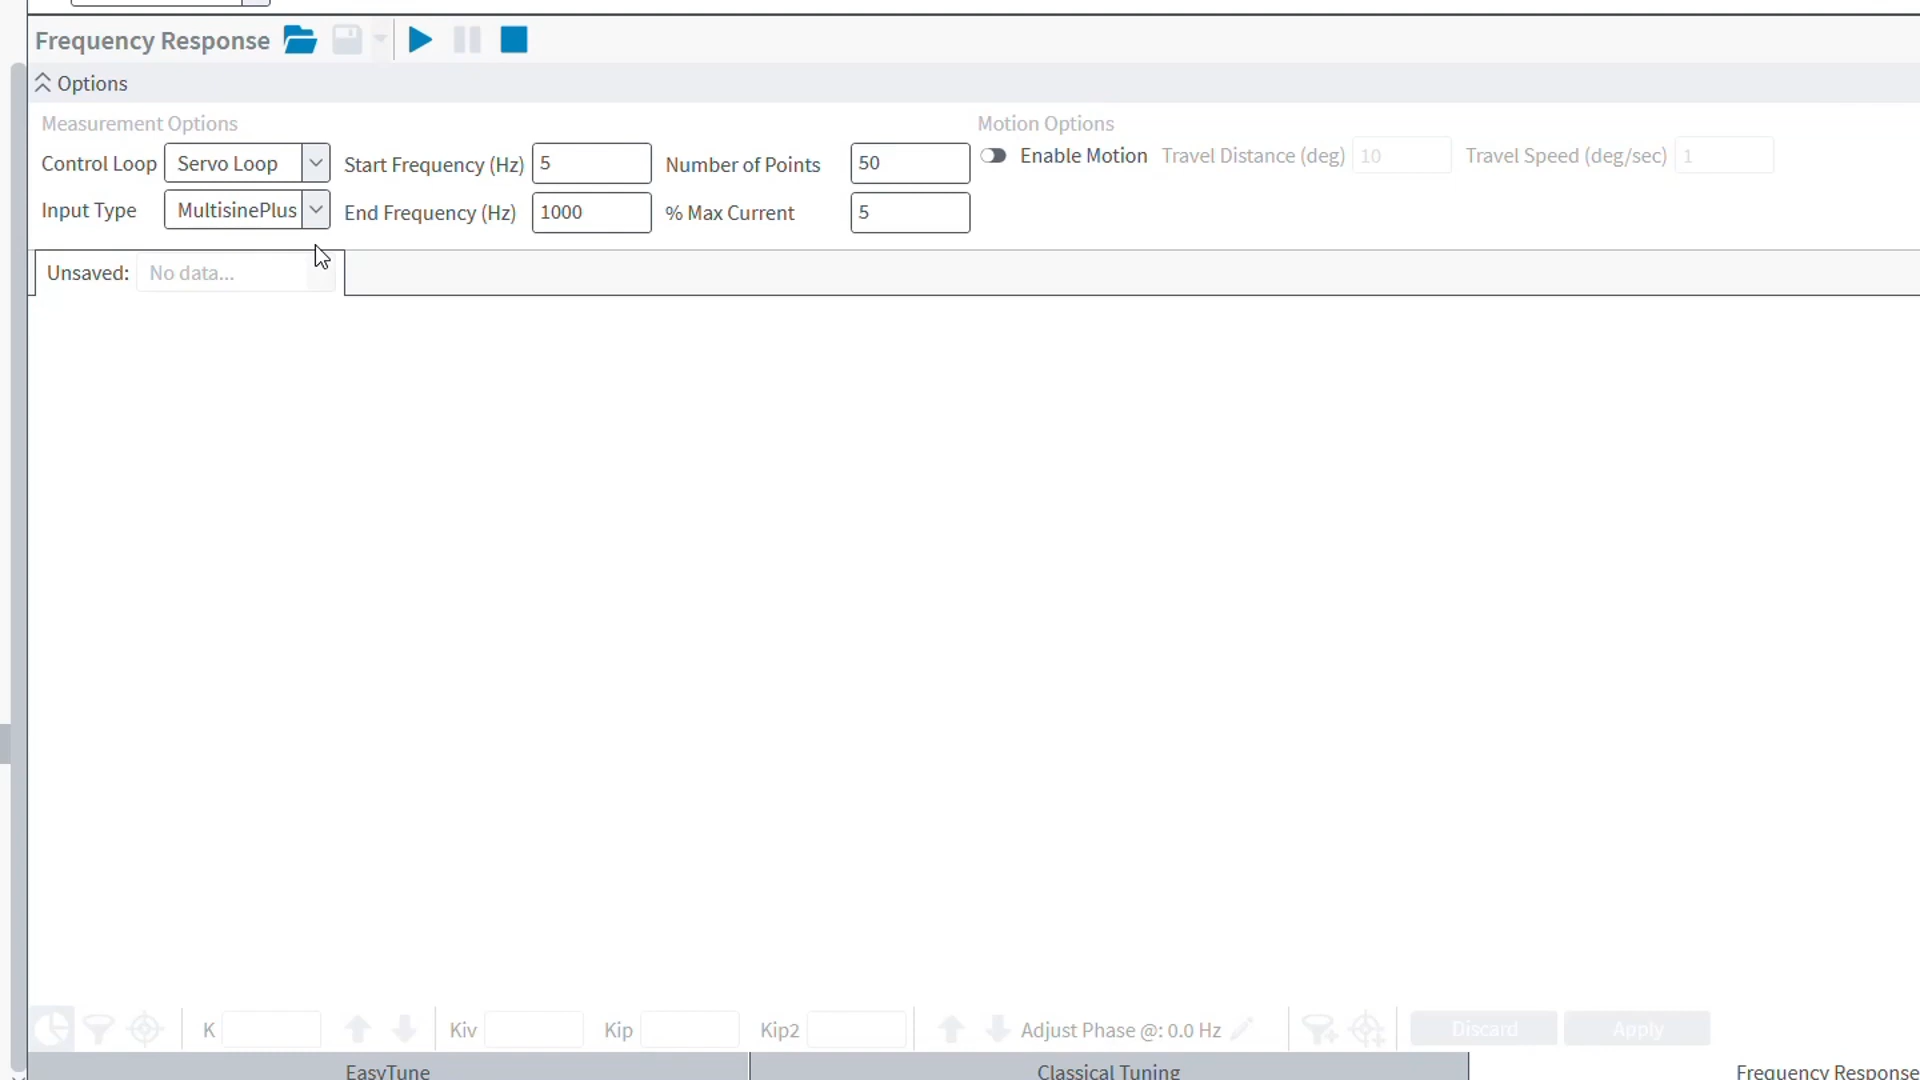 Frequency Response
Options
Measurement Options
Motion Options
Control Loop Servo Loop Start Frequency (Hz) 5 Number of Points 50 Enable Motion Travel Distance (deg) 10 Travel Speed (deg/sec) 1
Input Type MultisinePlus End Frequency (Hz) 1000 % Max Current 5
Unsaved: No data...
K Kiv Kip Kip2 Adjust Phase @: 0.0 Hz Discard Apply
EasyTune Classical Tuning Frequency Response